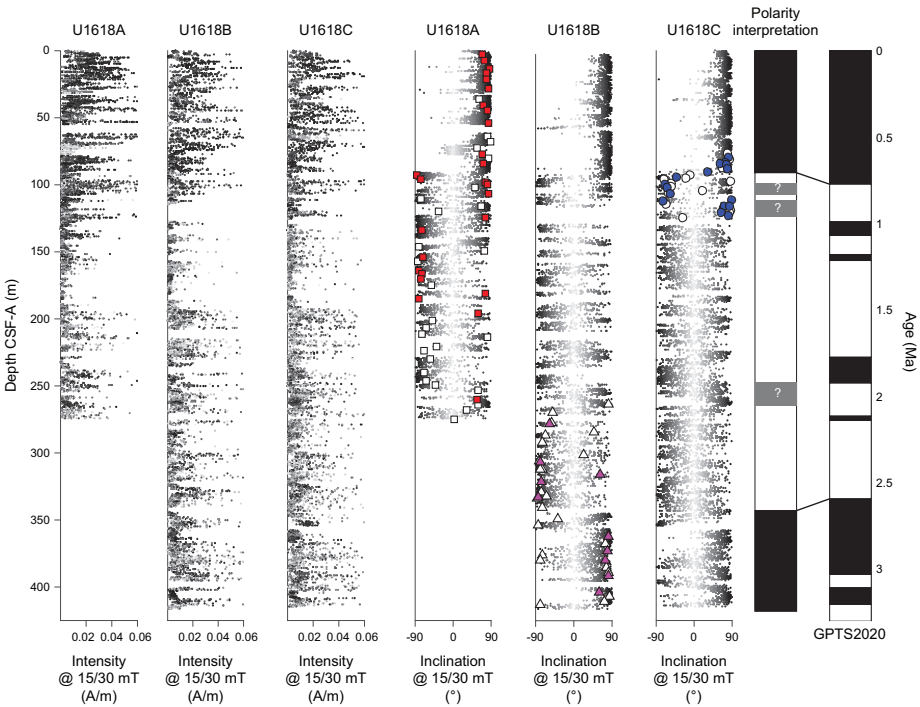 Polarity
U1618A U1618B U1618C U1618A U1618B U1618C interpretation
0
50
100
150
200
250
300
350
400
Depth CSF-A (m)
0.02 0.04 0.06 0.02 0.04 0.06 0.02 0.04 0.06 -90 0 90 -90 0 90 -90 0 90
Intensity Intensity Intensity Inclination Inclination Inclination
@ 15/30 mT @ 15/30 mT @ 15/30 mT @ 15/30 mT @ 15/30 mT @ 15/30 mT
(A/m) (A/m) (A/m) (°) (°) (°)
?
?
?
0
0.5
1
1.5
2
2.5
3
Age (Ma)
GPTS2020